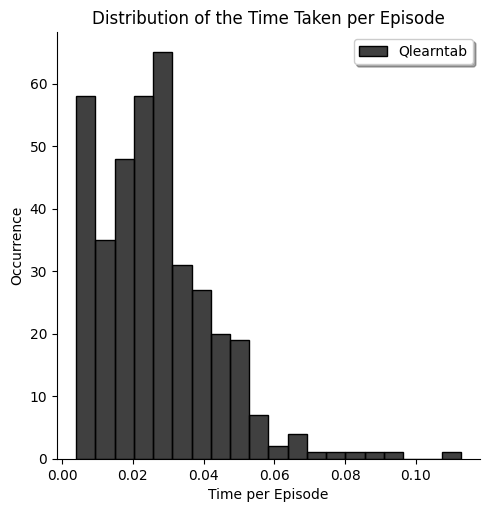 Distribution of the Time Taken per Episode
Qlearntab
Occurrence
60
50
40
30
20
10
0
0.00 0.02 0.04 0.06 0.08 0.10
Time per Episode